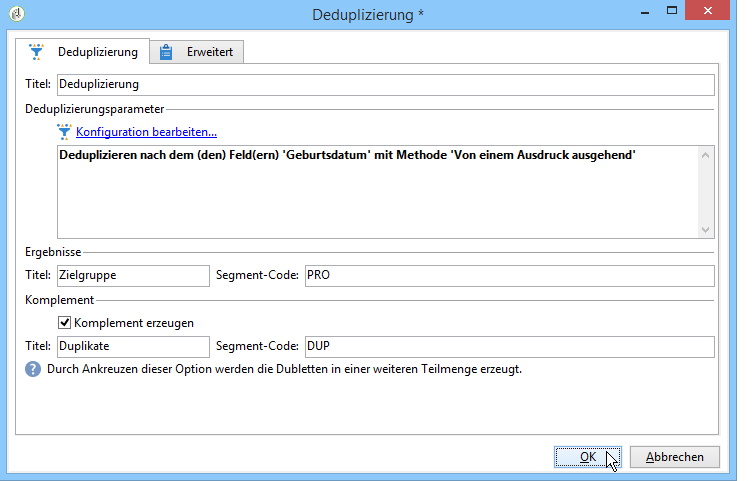 Deduplizierung *
Deduplizierung Erweitert
Titel: Deduplizierung
Deduplizierungsparameter
Konfiguration bearbeiten...
Deduplizieren nach dem (den) Feld(ern) 'Geburtsdatum' mit Methode 'Von einem Ausdruck ausgehend'
Ergebnisse
Titel: Zielgruppe Segment-Code: PRO
Komplement
Komplement erzeugen
Titel: Duplikate Segment-Code: DUP
? Durch Ankreuzen dieser Option werden die Dubletten in einer weiteren Teilmenge erzeugt.
OK Abbrechen